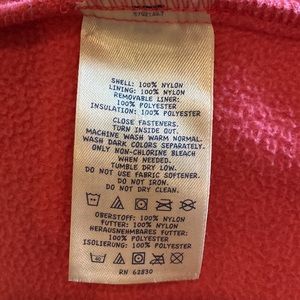 SHELL: 100% NYLON
LINING: 100% NYLON
REMOVABLE LINER:
100% POLYESTER
INSULATION: 100% POLYESTER
CLOSE FASTENERS.
TURN INSIDE OUT.
MACHINE WASH WARM NORMAL.
WASH DARK COLORS SEPARATELY.
ONLY NON-CHLORINE BLEACH
WHEN NEEDED.
TUMBLE DRY LOW.
DO NOT USE FABRIC SOFTENER.
DO NOT IRON.
DO NOT DRY CLEAN.
OBERSTOFF: 100% NYLON
FUTTER: 100% NYLON
HERAUSNEHMBARES FUTTER:
100% POLYESTER
ISOLIERUNG: 100% POLYESTER
RN 62830